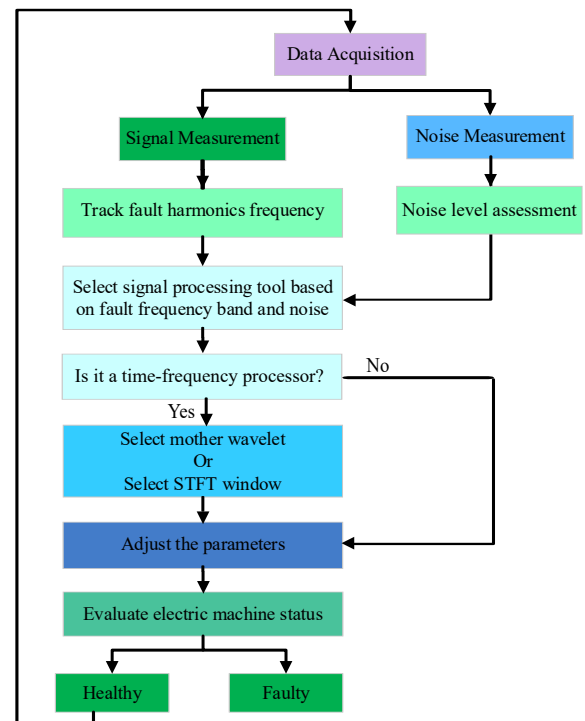 Data Acquisition
Signal Measurement
Noise Measurement
Track fault harmonics frequency
Noise level assessment
Select signal processing tool based
on fault frequency band and noise
Is it a time-frequency processor?
No
Yes
Select mother wavelet
Or
Select STFT window
Adjust the parameters
Evaluate electric machine status
Healthy
Faulty